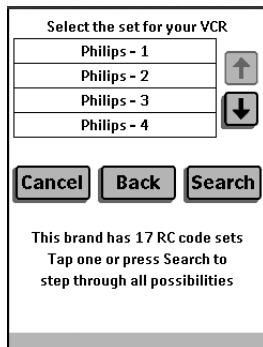 Select the set for your VCR
Philips - 1
Philips - 2
Philips - 3
Philips - 4
Cancel Back Search
This brand has 17 RC code sets
Tap one or press Search to
step through all possibilities